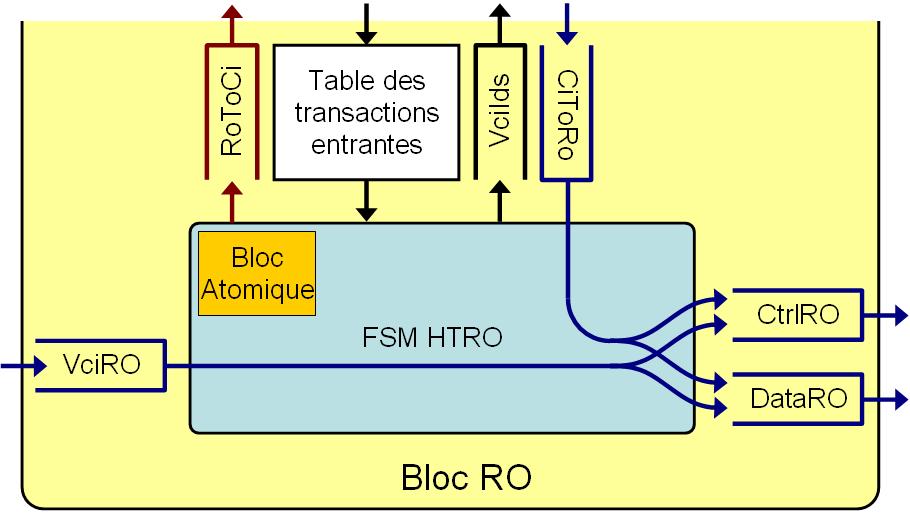 RoToCi
Table des
transactions
entrantes
VciIds
CiToRo
Bloc
Atomique
FSM HTRO
CtrlRO
VciRO
DataRO
Bloc RO